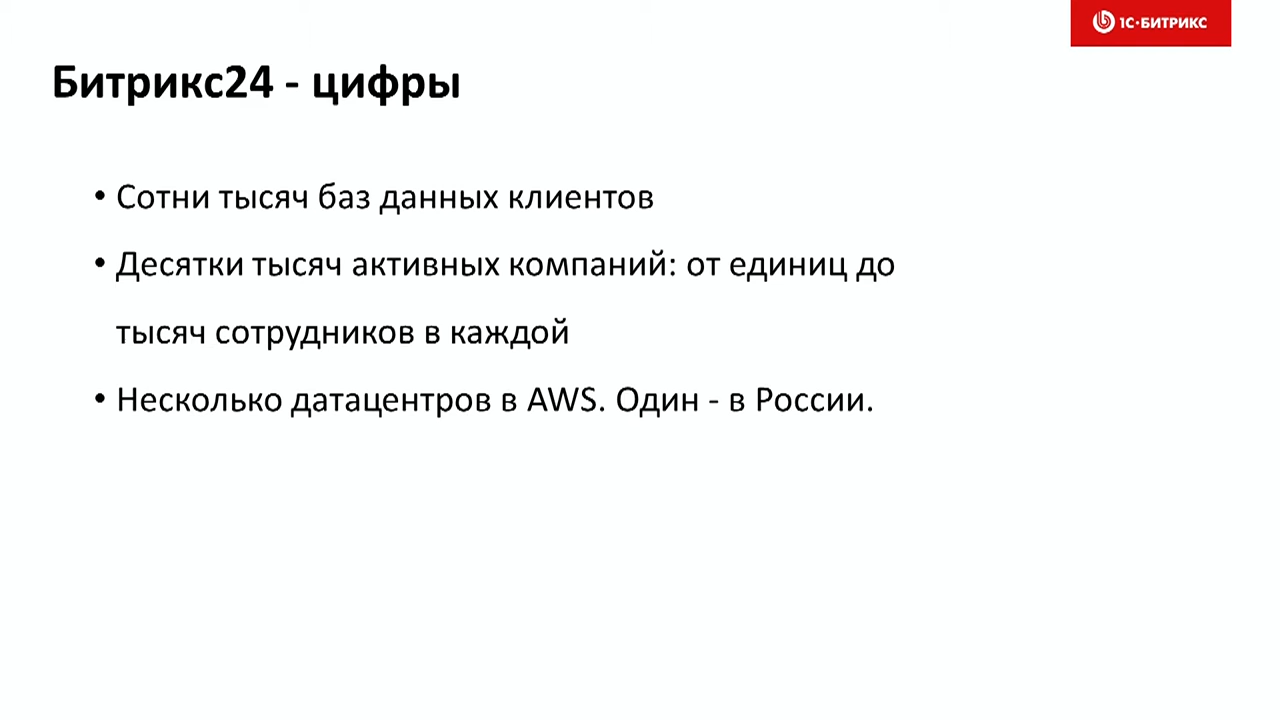 1С·БИТРИКС
Битрикс24 - цифры
• Сотни тысяч баз данных клиентов
• Десятки тысяч активных компаний: от единиц до
тысяч сотрудников в каждой
• Несколько датацентров в AWS. Один - в России.